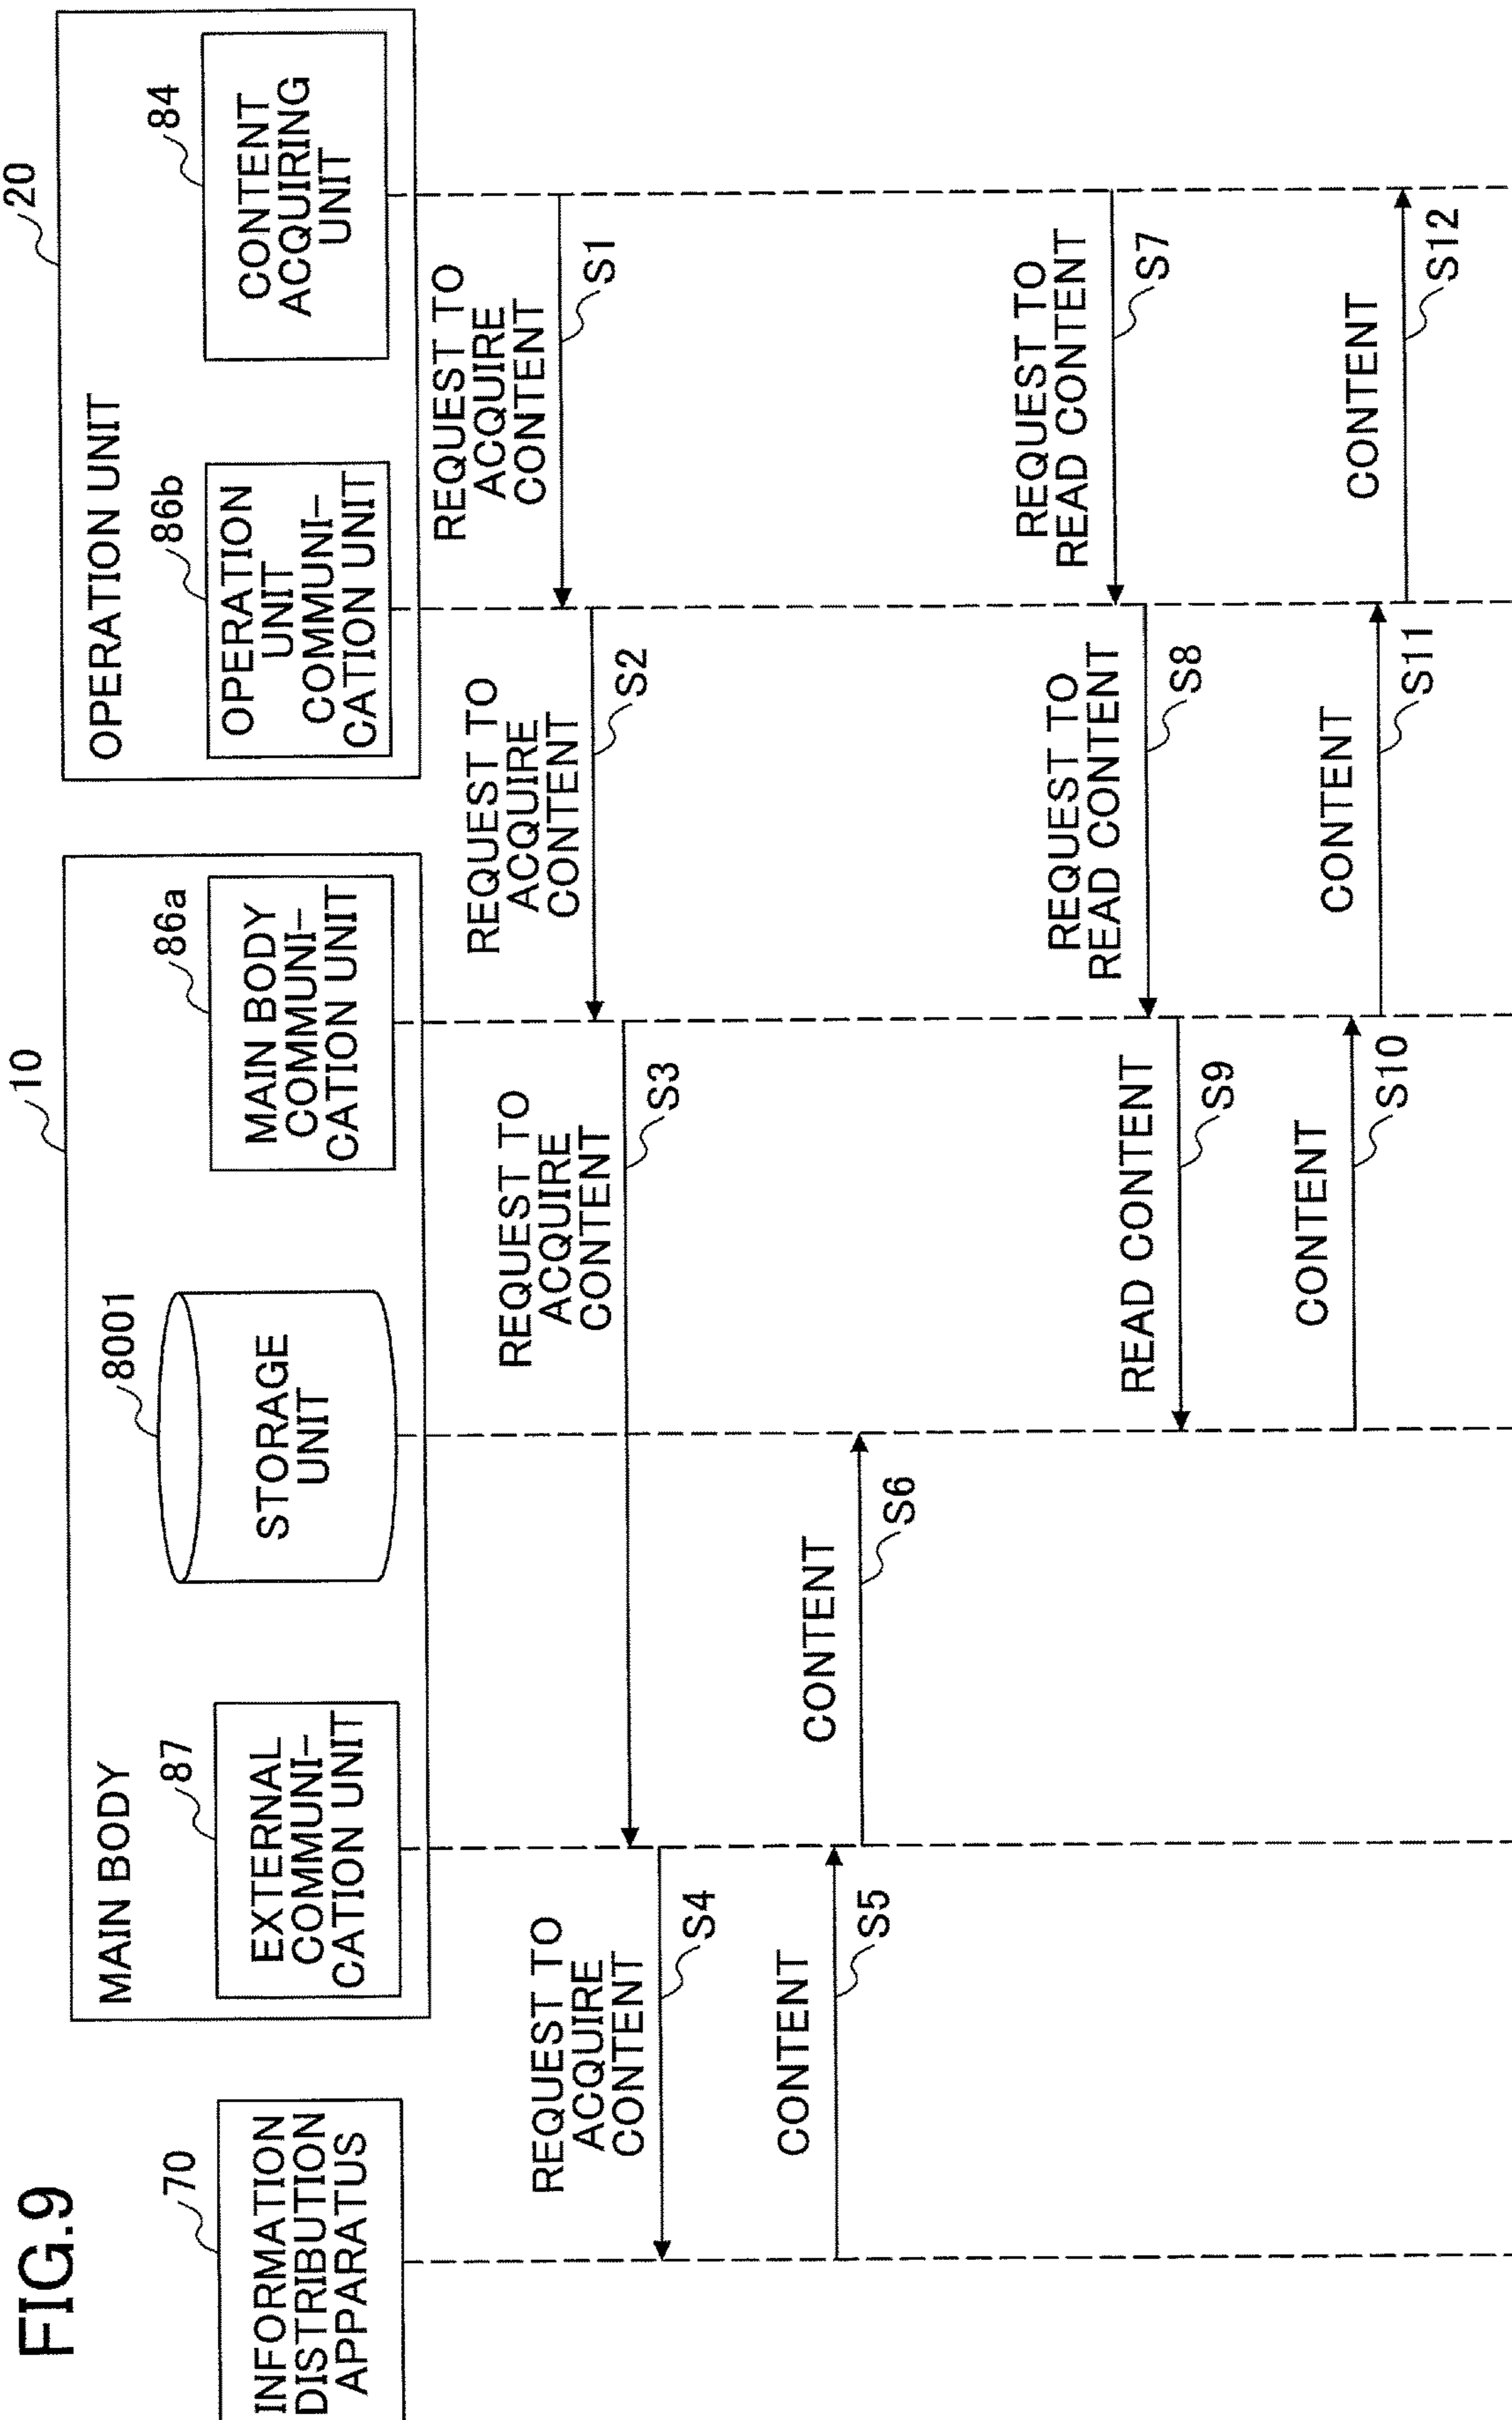 FIG.9
70
INFORMATION
DISTRIBUTION
APPARATUS
10
MAIN BODY
87
EXTERNAL
COMMUNI-
CATION UNIT
8001
STORAGE
UNIT
86a
MAIN BODY
COMMUNI-
CATION UNIT
20
OPERATION UNIT
86b
OPERATION
UNIT
COMMUNI-
CATION UNIT
84
CONTENT
ACQUIRING
UNIT
REQUEST TO
ACQUIRE
CONTENT
S1
REQUEST TO
ACQUIRE
CONTENT
S2
REQUEST TO
ACQUIRE
CONTENT
S3
REQUEST TO
ACQUIRE
CONTENT
S4
CONTENT
S5
CONTENT
S6
REQUEST TO
READ CONTENT
S7
REQUEST TO
READ CONTENT
S8
READ CONTENT
S9
CONTENT
S10
CONTENT
S11
CONTENT
S12